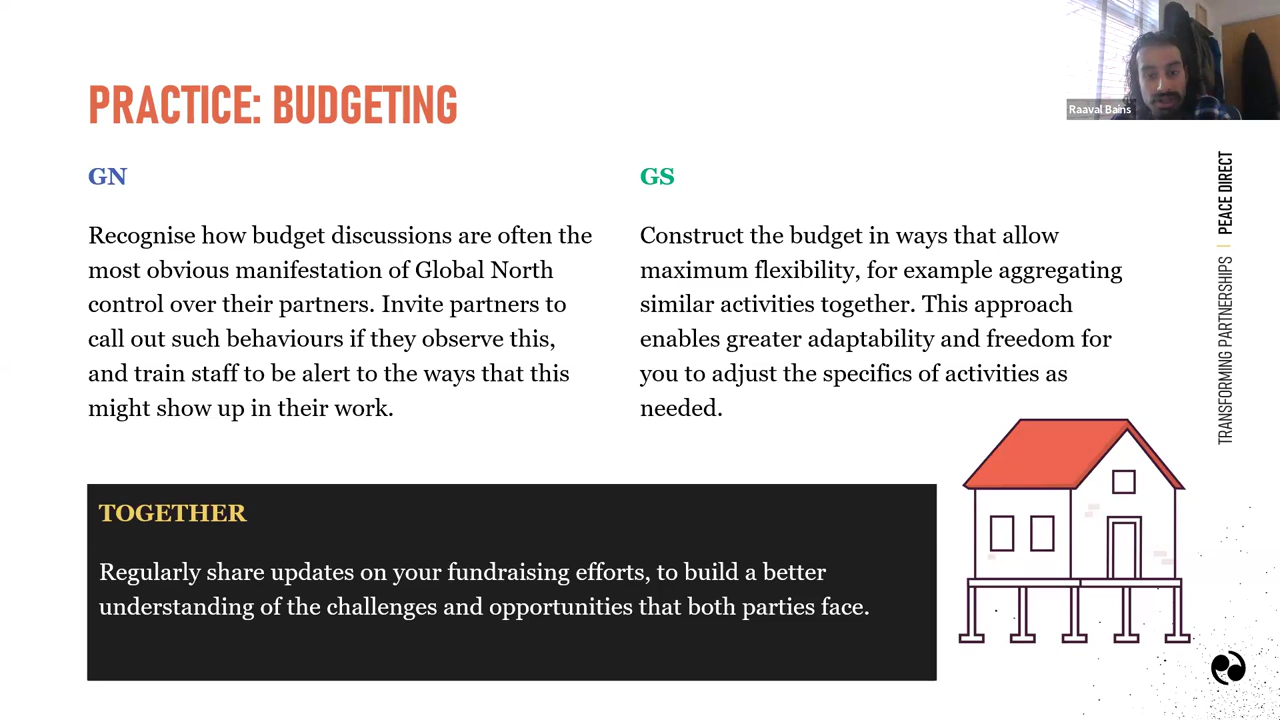 PRACTICE: BUDGETING
Raaval Bains
GN
Recognise how budget discussions are often the
most obvious manifestation of Global North
control over their partners. Invite partners to
call out such behaviours if they observe this,
and train staff to be alert to the ways that this
might show up in their work.
GS
Construct the budget in ways that allow
maximum flexibility, for example aggregating
similar activities together. This approach
enables greater adaptability and freedom for
you to adjust the specifics of activities as
needed.
TOGETHER
Regularly share updates on your fundraising efforts, to build a better
understanding of the challenges and opportunities that both parties face.
TRANSFORMING PARTNERSHIPS | PEACE DIRECT